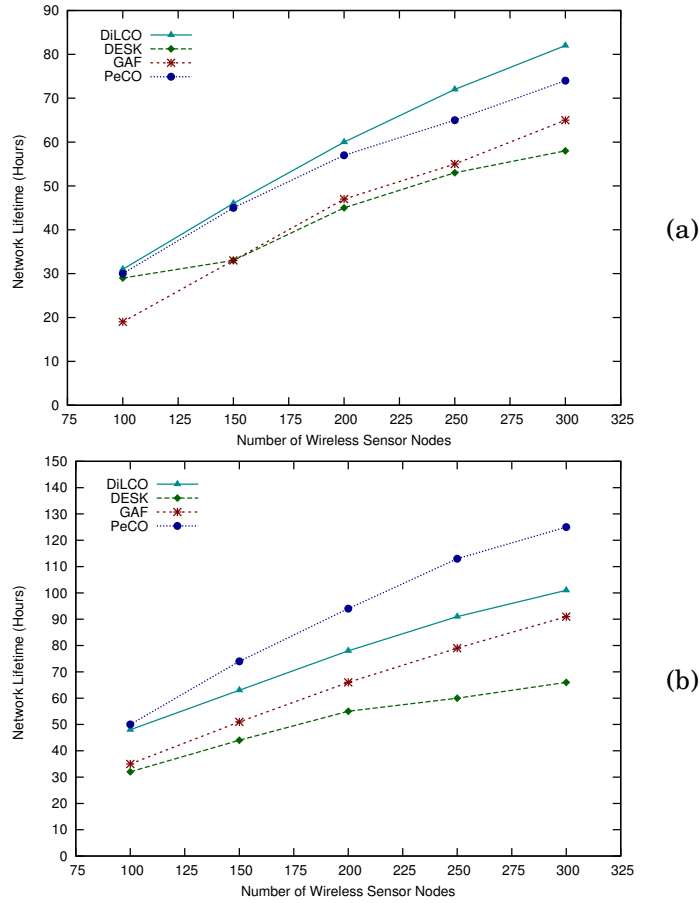 90
80
70
60
50
40
30
20
10
0
Network Lifetime (Hours)
DiLCO
DESK
GAF
PeCO
75 100 125 150 175 200 225 250 275 300 325
Number of Wireless Sensor Nodes
(a)
150
140
130
120
110
100
90
80
70
60
50
40
30
20
10
0
Network Lifetime (Hours)
DiLCO
DESK
GAF
PeCO
75 100 125 150 175 200 225 250 275 300 325
Number of Wireless Sensor Nodes
(b)